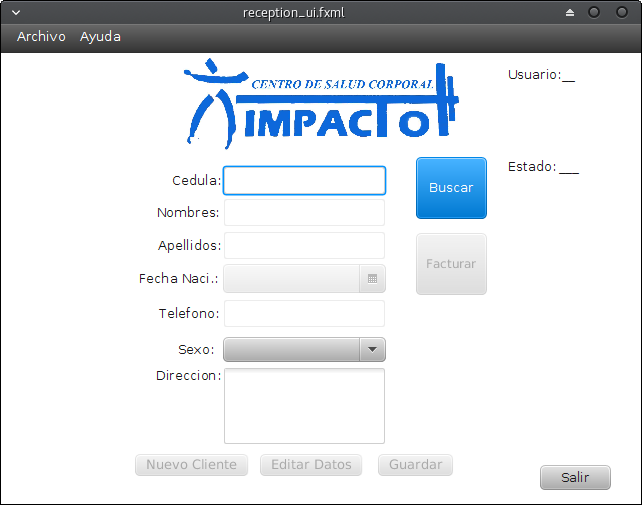 reception_ui.fxml
Archivo Ayuda
CENTRO DE SALUD CORPORAL
IMPACTO
Usuario:__
Cedula:
Buscar
Estado: ___
Nombres:
Apellidos:
Facturar
Fecha Naci.:
Telefono:
Sexo:
Direccion:
Nuevo Cliente
Editar Datos
Guardar
Salir